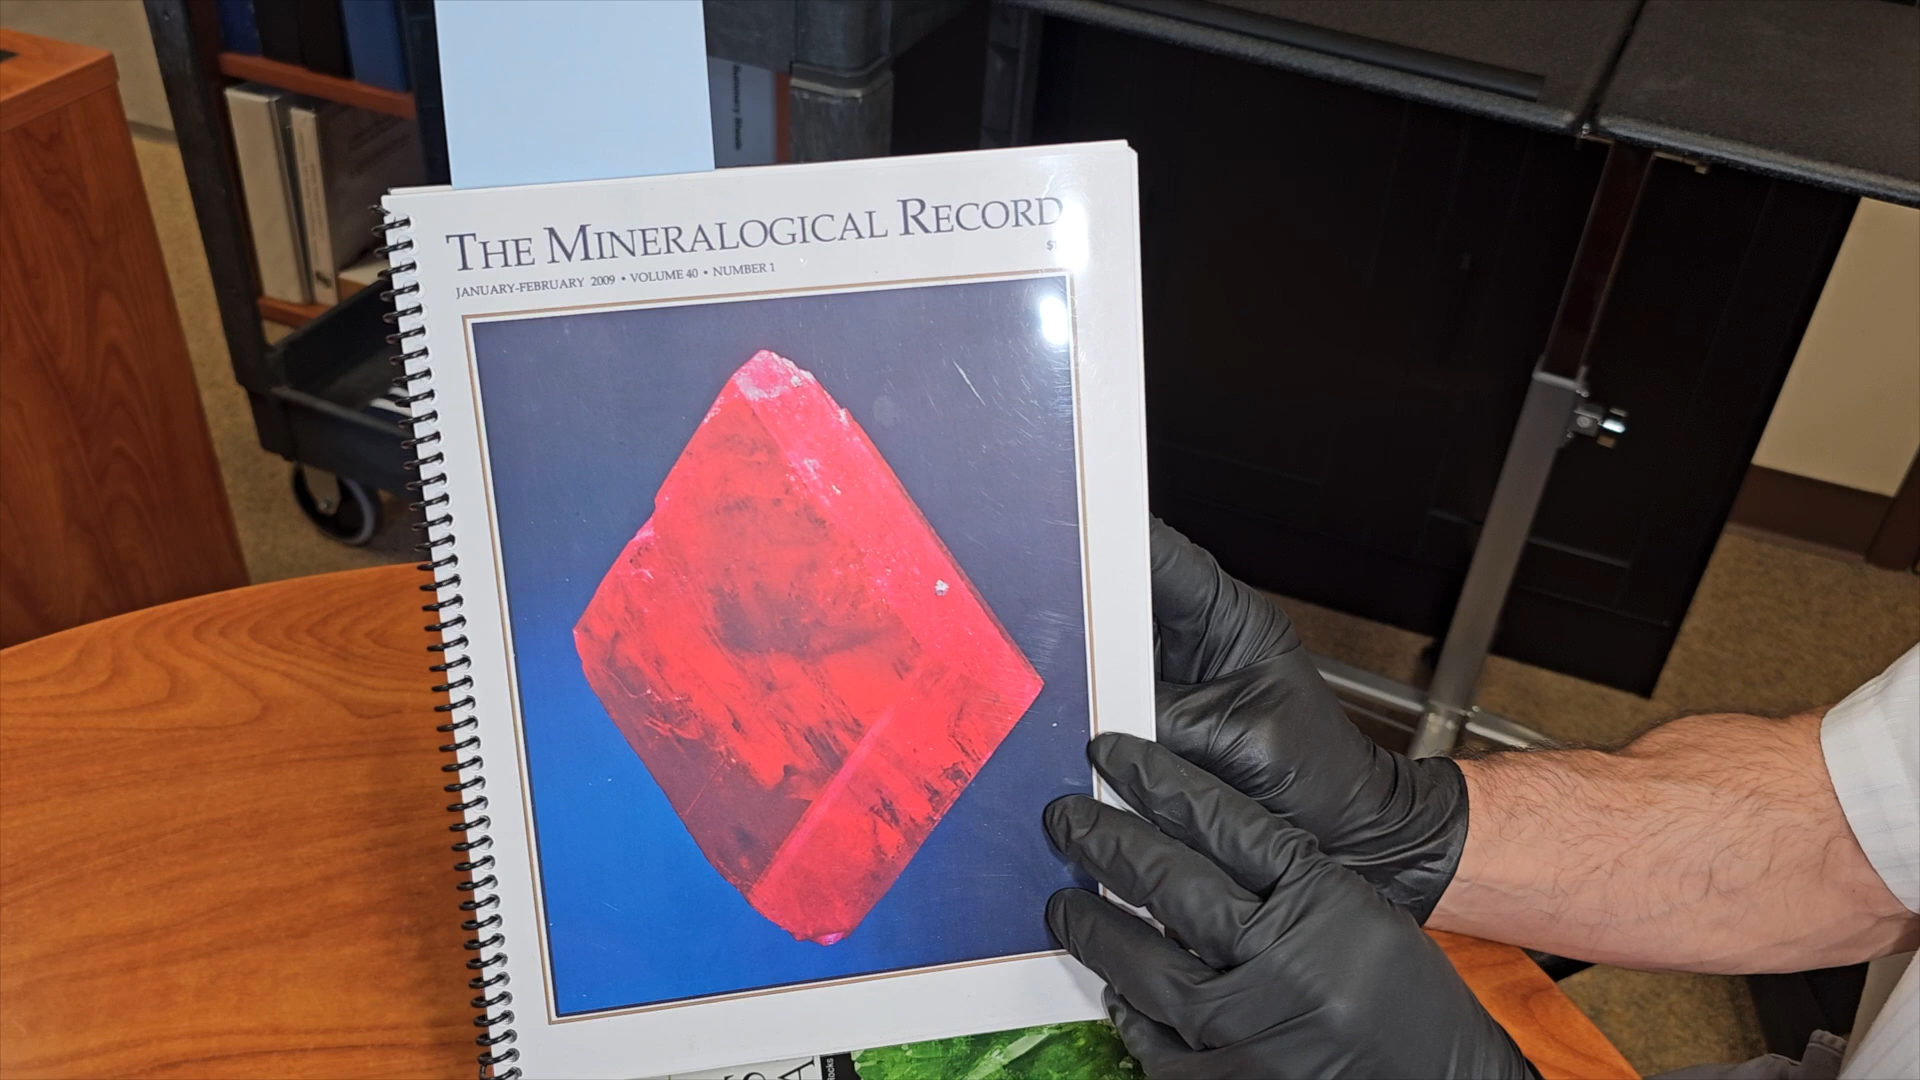 THE MINERALOGICAL RECORD
JANUARY-FEBRUARY 2009 • VOLUME 40 • NUMBER 1